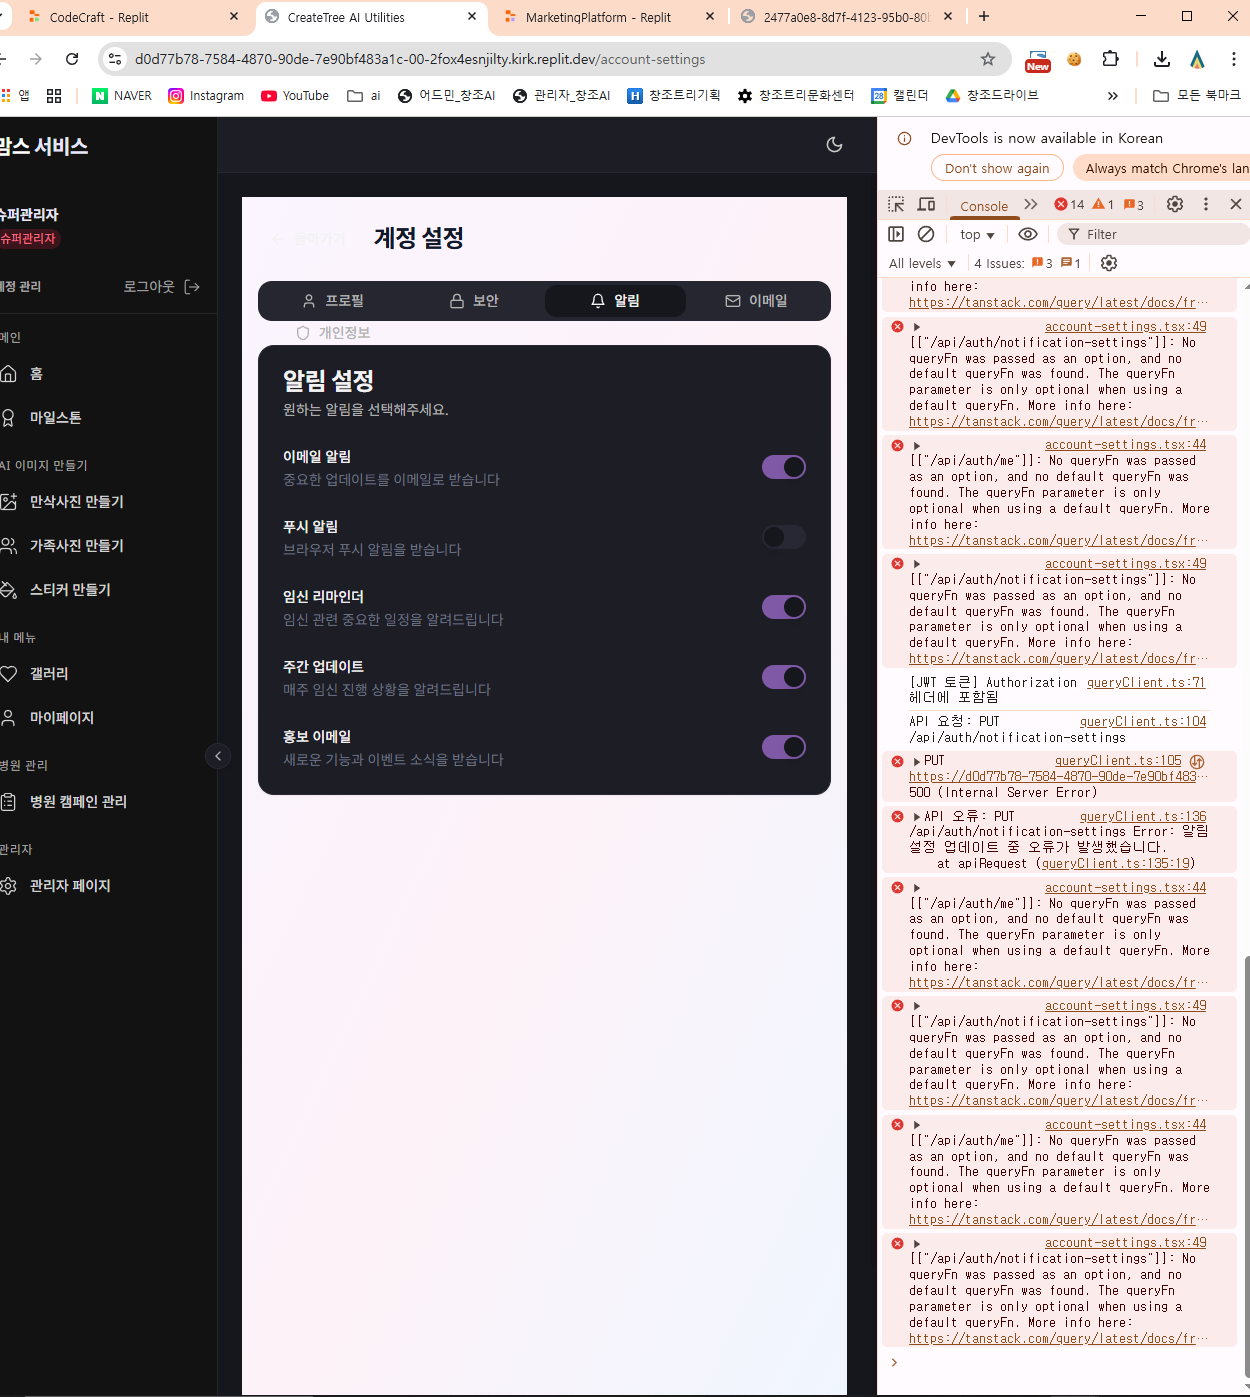 CodeCraft - Replit
CreateTree AI Utilities
MarketingPlatform - Replit
2477a0e8-8d7f-4123-95b0-80b
d0d77b78-7584-4870-90de-7e90bf483a1c-00-2fox4esnjilty.kirk.replit.dev/account-settings
New
앱
NAVER
Instagram
YouTube
ai
어드민_창조AI
관리자_창조AI
창조트리기획
창조트리문화센터
캘린더
창조드라이브
모든 북마크
맘스 서비스
슈퍼관리자
슈퍼관리자
계정 관리
로그아웃
메인
홈
마일스톤
AI 이미지 만들기
만삭사진 만들기
가족사진 만들기
스티커 만들기
내 메뉴
갤러리
마이페이지
병원 관리
병원 캠페인 관리
관리자
관리자 페이지
돌아가기
계정 설정
프로필
보안
알림
이메일
개인정보
알림 설정
원하는 알림을 선택해주세요.
이메일 알림
중요한 업데이트를 이메일로 받습니다
푸시 알림
브라우저 푸시 알림을 받습니다
임신 리마인더
임신 관련 중요한 일정을 알려드립니다
주간 업데이트
매주 임신 진행 상황을 알려드립니다
홍보 이메일
새로운 기능과 이벤트 소식을 받습니다
DevTools is now available in Korean
Don't show again
Always match Chrome's lan
Console
14
1
3
top
Filter
All levels
4 Issues:
3
1
info here:
https://tanstack.com/query/latest/docs/fr…
account-settings.tsx:49
[["/api/auth/notification-settings"]]: No
queryFn was passed as an option, and no
default queryFn was found. The queryFn
parameter is only optional when using a
default queryFn. More info here:
https://tanstack.com/query/latest/docs/fr…
account-settings.tsx:44
[["/api/auth/me"]]: No queryFn was passed
as an option, and no default queryFn was
found. The queryFn parameter is only
optional when using a default queryFn. More
info here:
https://tanstack.com/query/latest/docs/fr…
account-settings.tsx:49
[["/api/auth/notification-settings"]]: No
queryFn was passed as an option, and no
default queryFn was found. The queryFn
parameter is only optional when using a
default queryFn. More info here:
https://tanstack.com/query/latest/docs/fr…
[JWT 토큰] Authorization queryClient.ts:71
헤더에 포함됨
API 요청: PUT queryClient.ts:104
/api/auth/notification-settings
PUT queryClient.ts:105
https://d0d77b78-7584-4870-90de-7e90bf483…
500 (Internal Server Error)
API 오류: PUT queryClient.ts:136
/api/auth/notification-settings Error: 알림
설정 업데이트 중 오류가 발생했습니다.
at apiRequest (queryClient.ts:135:19)
account-settings.tsx:44
[["/api/auth/me"]]: No queryFn was passed
as an option, and no default queryFn was
found. The queryFn parameter is only
optional when using a default queryFn. More
info here:
https://tanstack.com/query/latest/docs/fr…
account-settings.tsx:49
[["/api/auth/notification-settings"]]: No
queryFn was passed as an option, and no
default queryFn was found. The queryFn
parameter is only optional when using a
default queryFn. More info here:
https://tanstack.com/query/latest/docs/fr…
account-settings.tsx:44
[["/api/auth/me"]]: No queryFn was passed
as an option, and no default queryFn was
found. The queryFn parameter is only
optional when using a default queryFn. More
info here:
https://tanstack.com/query/latest/docs/fr…
account-settings.tsx:49
[["/api/auth/notification-settings"]]: No
queryFn was passed as an option, and no
default queryFn was found. The queryFn
parameter is only optional when using a
default queryFn. More info here:
https://tanstack.com/query/latest/docs/fr…